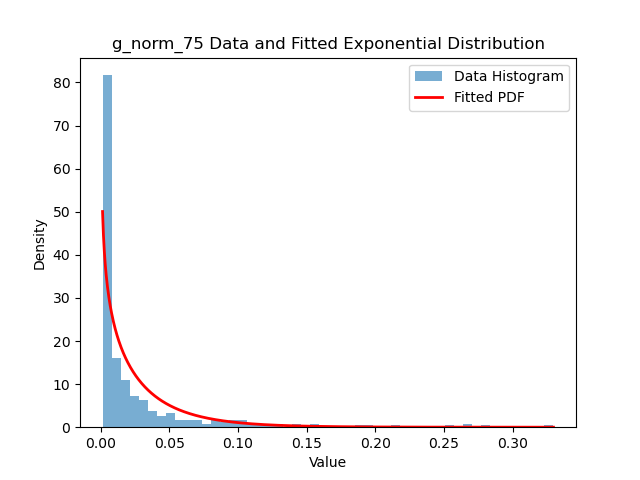 g_norm_75 Data and Fitted Exponential Distribution
Data Histogram
Fitted PDF
80
70
60
50
40
30
20
10
0
Density
0.00 0.05 0.10 0.15 0.20 0.25 0.30
Value